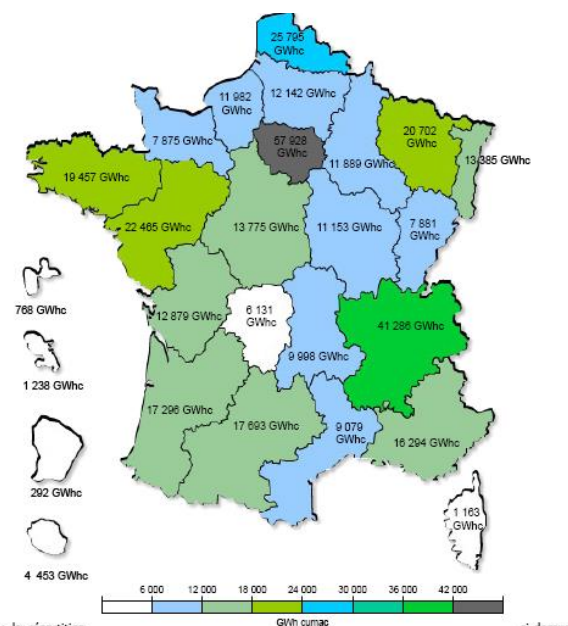 25 795
GWhc
11 982
GWhc
12 142 GWhc
7 875 GWhc
57 928
GWhc
11 889 GWhc
20 702
GWhc
13 385 GWhc
19 457 GWhc
22 465 GWhc
13 775 GWhc
11 153 GWhc
7 881
GWhc
768 GWhc
12 879 GWhc
6 131
GWhc
9 998 GWhc
41 286 GWhc
1 238 GWhc
17 296 GWhc
17 693 GWhc
9 079
GWhc
16 294 GWhc
292 GWhc
1 163
GWhc
4 453 GWhc
6 000 12 000 18 000 24 000 30 000 36 000 42 000
GWh cumac